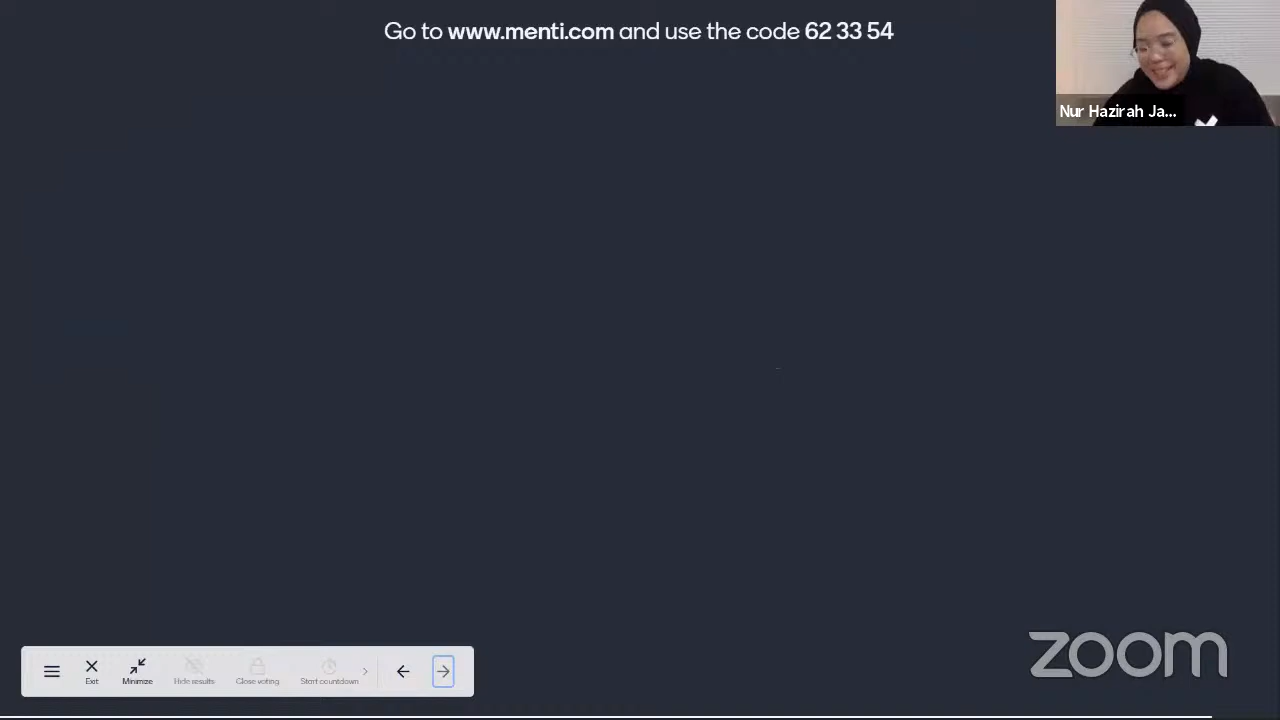 Go to www.menti.com and use the code 62 33 54
Nur Hazirah Ja...
zoom
Exit
Minimize
Hide results
Close voting
Start countdown